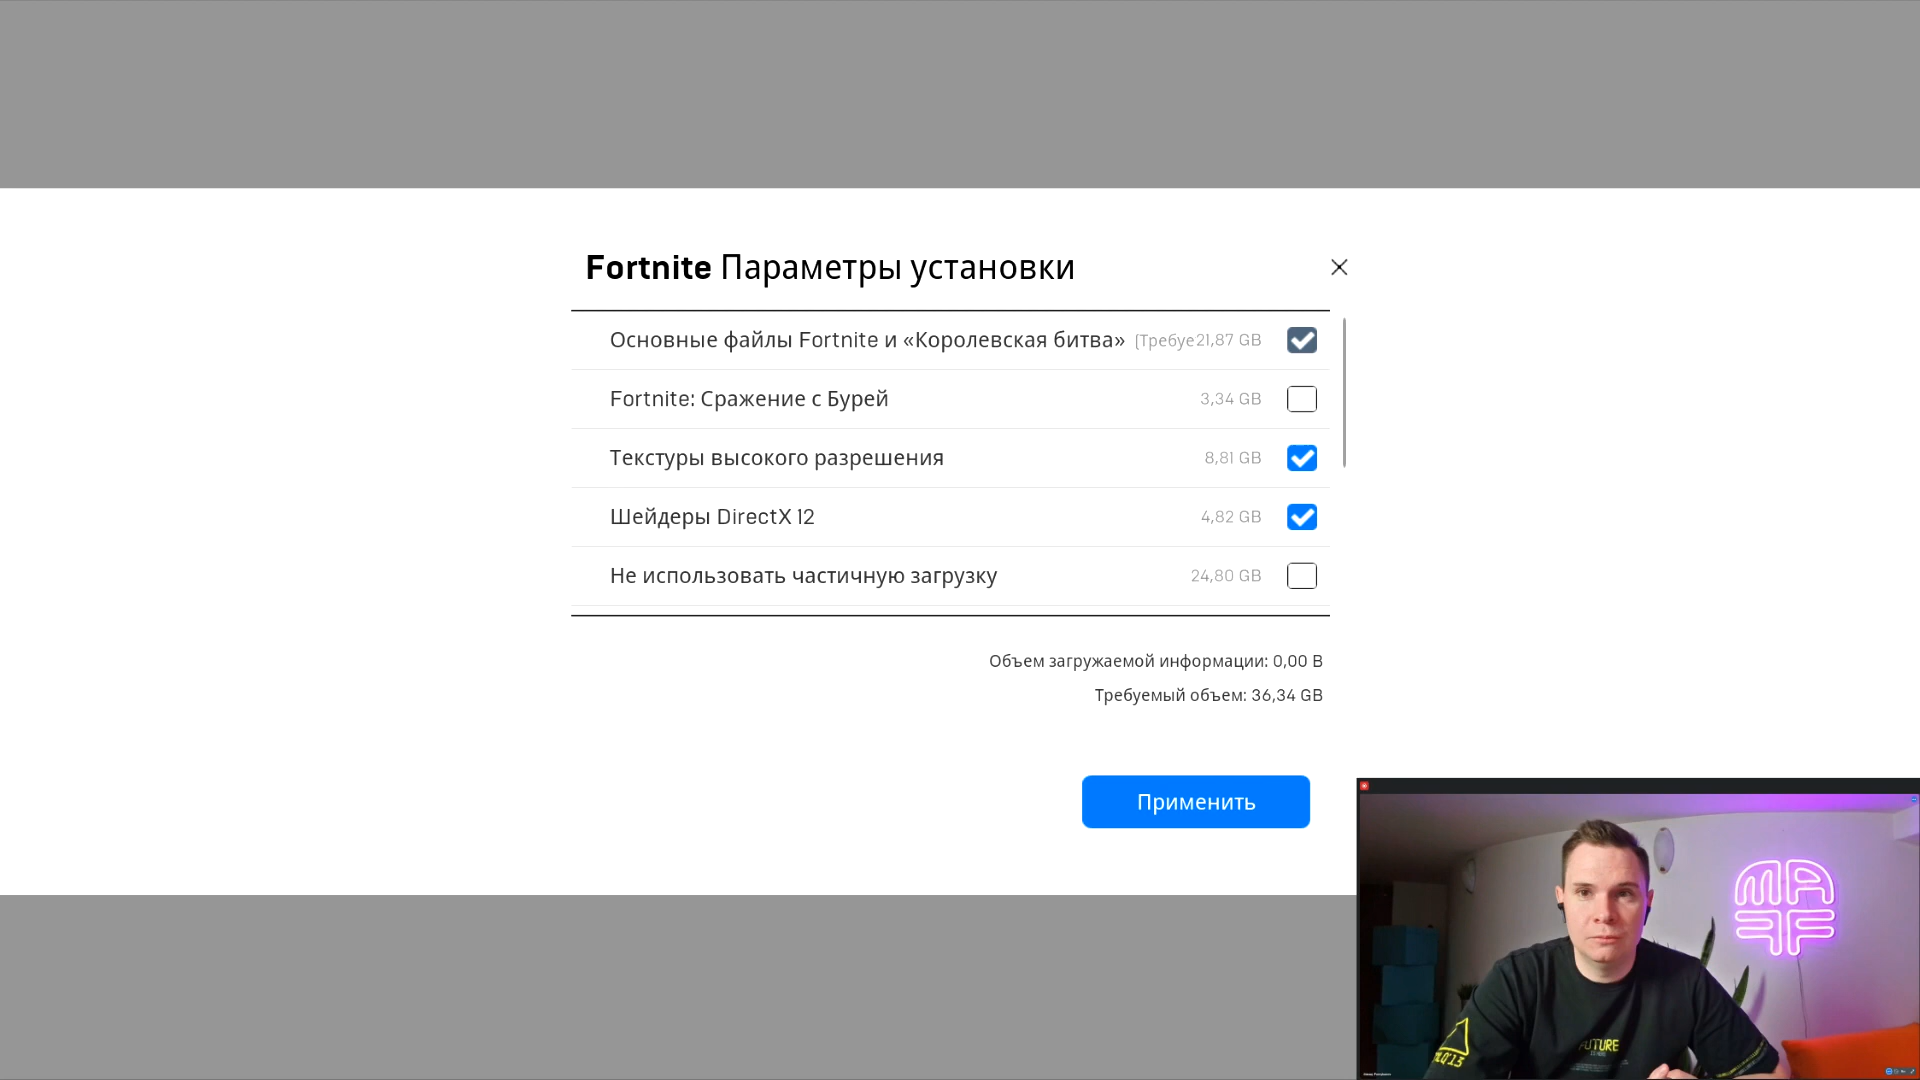 Fortnite Параметры установки
Основные файлы Fortnite и «Королевская битва» (Требуе 21,87 GB
Fortnite: Сражение с Бурей 3,34 GB
Текстуры высокого разрешения 8,81 GB
Шейдеры DirectX 12 4,82 GB
Не использовать частичную загрузку 24,80 GB
Объем загружаемой информации: 0,00 B
Требуемый объем: 36,34 GB
Применить
MA
FUTURE